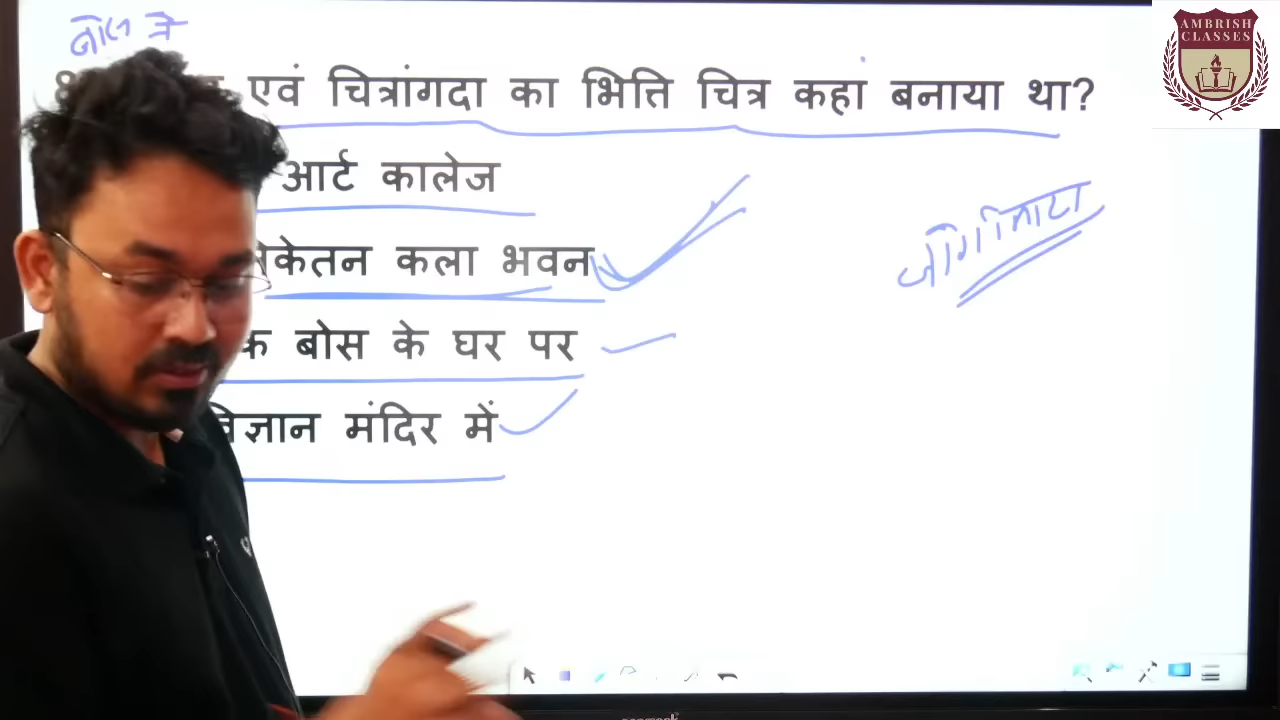 AMBRISH
CLASSES
एवं चित्रांगदा का भित्ति चित्र कहां बनाया था?
आर्ट कालेज
केतन कला भवन
क बोस के घर पर
विज्ञान मंदिर में